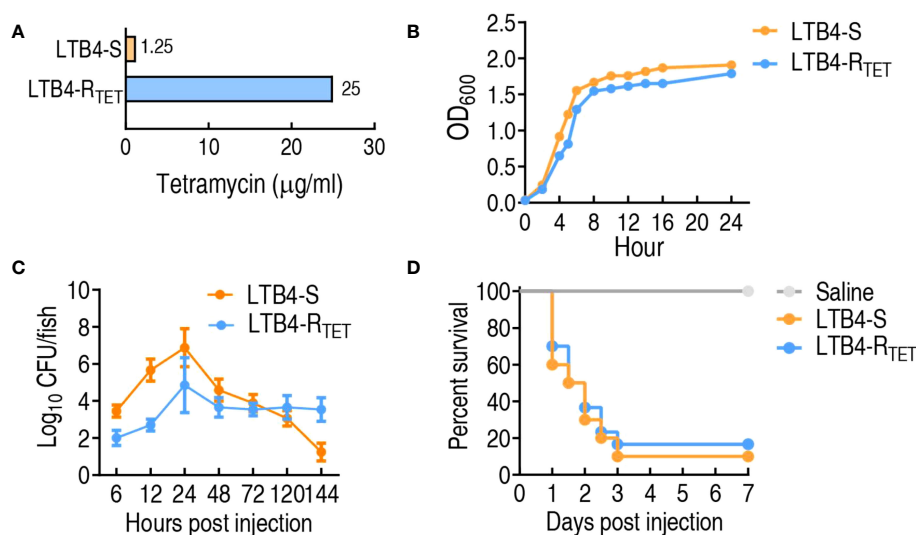 A
LTB4-S
1.25
LTB4-RTET
25
0 10 20 30
Tetramycin (μg/ml)
B
LTB4-S
LTB4-RTET
OD600
2.5
2.0
1.5
1.0
0.5
0.0
0 4 8 12 16 20 24
Hour
C
LTB4-S
LTB4-RTET
Log10 CFU/fish
10
8
6
4
2
0
6 12 24 48 72 120 144
Hours post injection
D
Saline
LTB4-S
LTB4-RTET
Percent survival
100
80
60
40
20
0
0 1 2 3 4 5 6 7
Days post injection